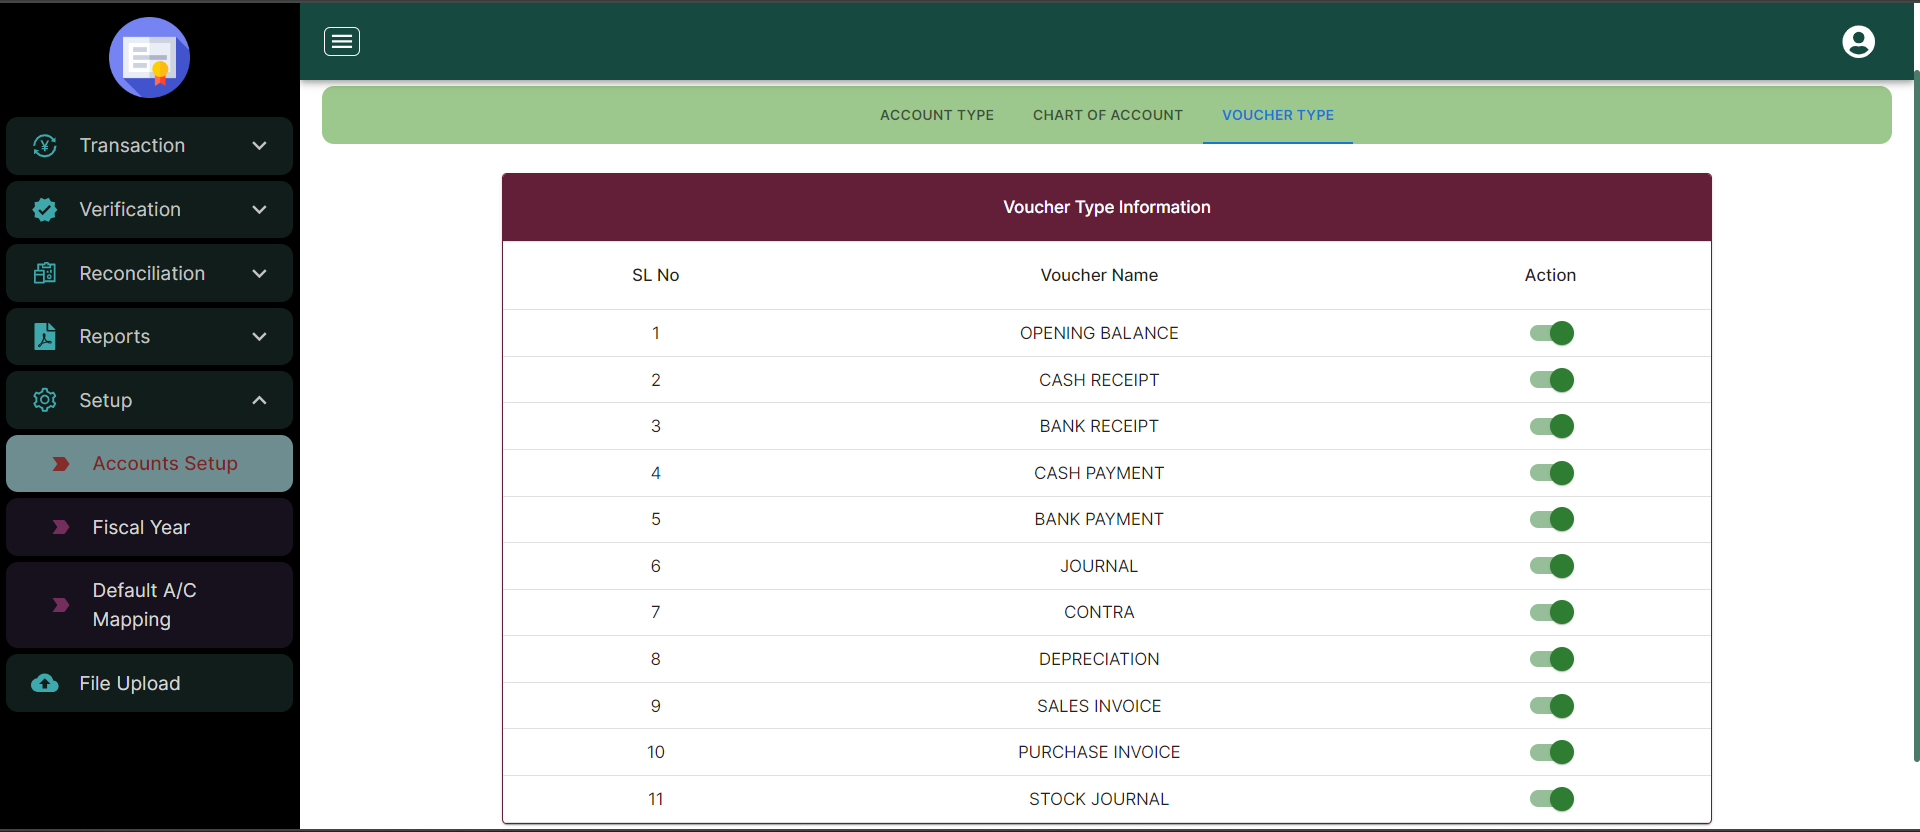 Transaction
Verification
Reconciliation
Reports
Setup
Accounts Setup
Fiscal Year
Default A/C
Mapping
File Upload
ACCOUNT TYPE CHART OF ACCOUNT VOUCHER TYPE
Voucher Type Information
SL No Voucher Name Action
1 OPENING BALANCE
2 CASH RECEIPT
3 BANK RECEIPT
4 CASH PAYMENT
5 BANK PAYMENT
6 JOURNAL
7 CONTRA
8 DEPRECIATION
9 SALES INVOICE
10 PURCHASE INVOICE
11 STOCK JOURNAL